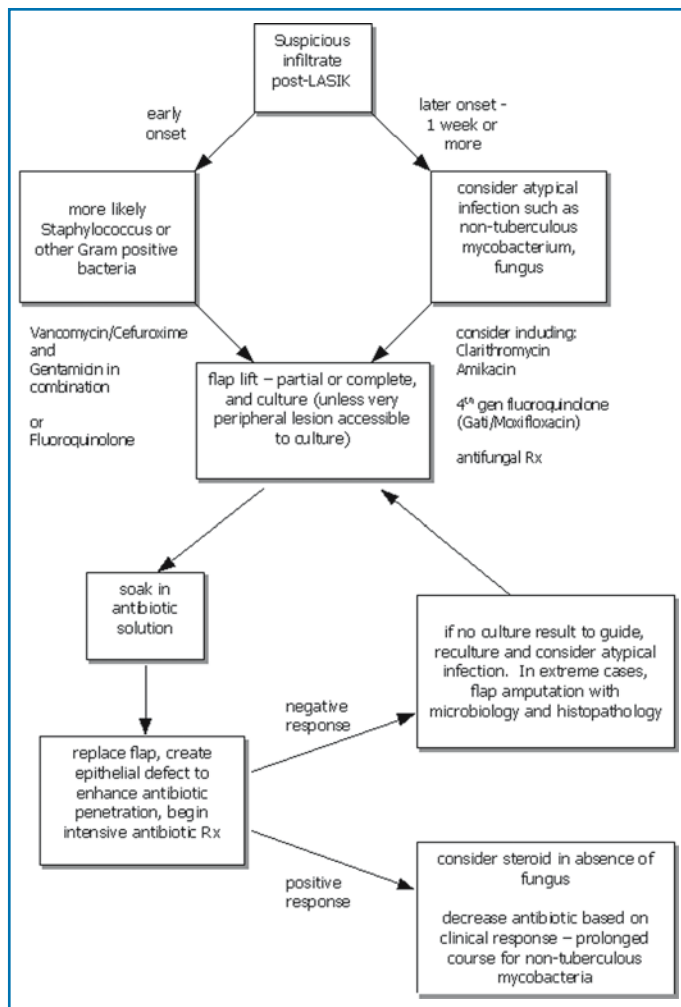 Suspicious
infiltrate
post-LASIK
early
onset
later onset -
1 week or
more
more likely
Staphylococcus or
other Gram positive
bacteria
consider atypical
infection such as
non-tuberculous
mycobacterium,
fungus
Vancomycin/Cefuroxime
and
Gentamicin in
combination
or
Fluoroquinolone
flap lift – partial or complete,
and culture (unless very
peripheral lesion accessible
to culture)
consider including:
Clarithromycin
Amikacin
4th gen fluoroquinolone
(Gati/Moxifloxacin)
antifungal Rx
soak in
antibiotic
solution
if no culture result to guide,
reculture and consider atypical
infection. In extreme cases,
flap amputation with
microbiology and histopathology
negative
response
replace flap, create
epithelial defect to
enhance antibiotic
penetration, begin
intensive antibiotic Rx
positive
response
consider steroid in absence of
fungus
decrease antibiotic based on
clinical response – prolonged
course for non-tuberculous
mycobacteria